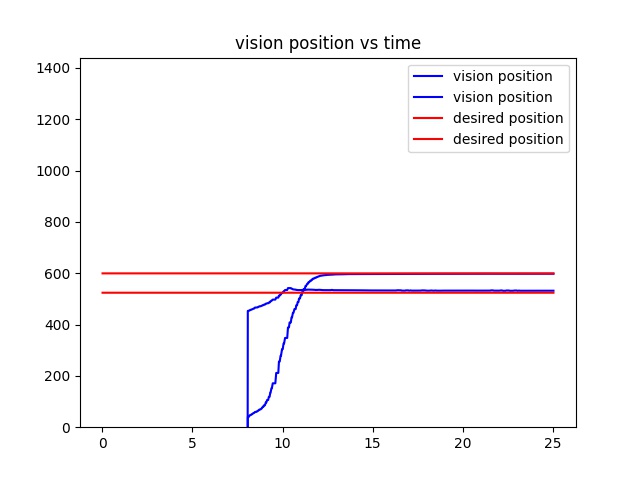 vision position vs time
1400
1200
1000
800
600
400
200
0
vision position
vision position
desired position
desired position
0 5 10 15 20 25